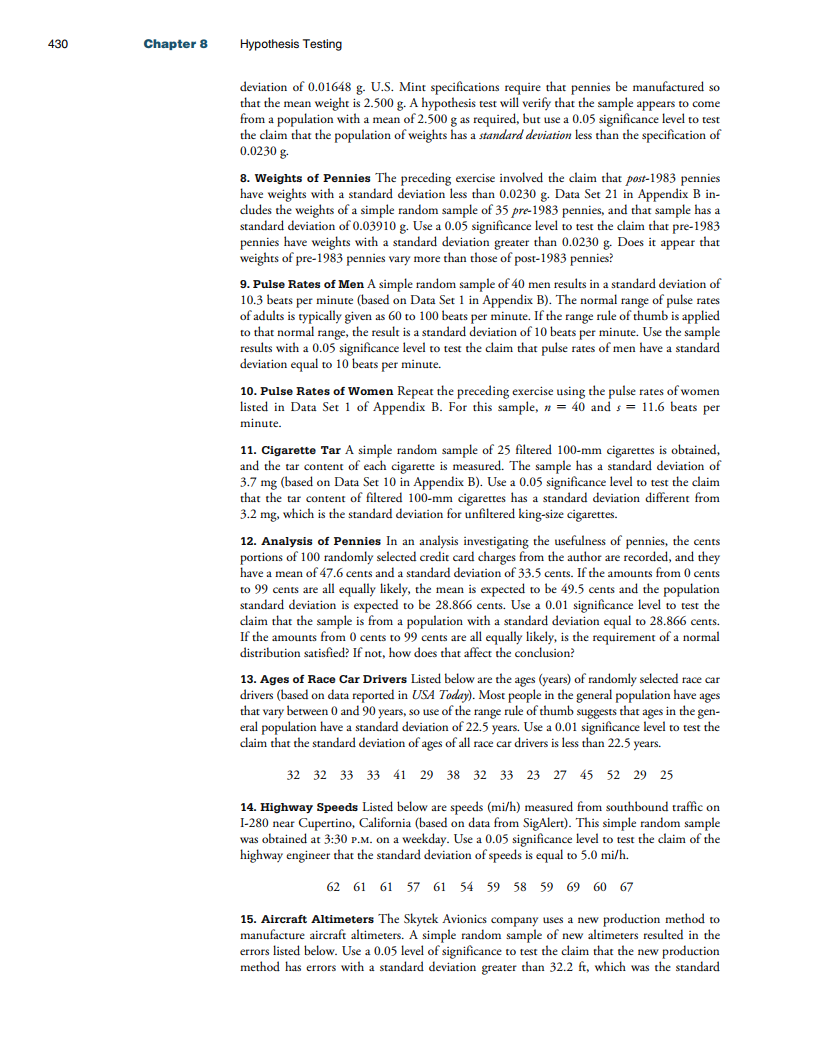 430 Chapter 8 Hypothesis Testing
deviation of 0.01648 g. U.S. Mint specifications require that pennies be manufactured so
that the mean weight is 2.500 g. A hypothesis test will verify that the sample appears to come
from a population with a mean of 2.500 g as required, but use a 0.05 significance level to test
the claim that the population of weights has a standard deviation less than the specification of
0.0230 g.
8. Weights of Pennies The preceding exercise involved the claim that post-1983 pennies
have weights with a standard deviation less than 0.0230 g. Data Set 21 in Appendix B in-
cludes the weights of a simple random sample of 35 pre-1983 pennies, and that sample has a
standard deviation of 0.03910 g. Use a 0.05 significance level to test the claim that pre-1983
pennies have weights with a standard deviation greater than 0.0230 g. Does it appear that
weights of pre-1983 pennies vary more than those of post-1983 pennies?
9. Pulse Rates of Men A simple random sample of 40 men results in a standard deviation of
10.3 beats per minute (based on Data Set 1 in Appendix B). The normal range of pulse rates
of adults is typically given as 60 to 100 beats per minute. If the range rule of thumb is applied
to that normal range, the result is a standard deviation of 10 beats per minute. Use the sample
results with a 0.05 significance level to test the claim that pulse rates of men have a standard
deviation equal to 10 beats per minute.
10. Pulse Rates of Women Repeat the preceding exercise using the pulse rates of women
listed in Data Set 1 of Appendix B. For this sample, n = 40 and s = 11.6 beats per
minute.
11. Cigarette Tar A simple random sample of 25 filtered 100-mm cigarettes is obtained,
and the tar content of each cigarette is measured. The sample has a standard deviation of
3.7 mg (based on Data Set 10 in Appendix B). Use a 0.05 significance level to test the claim
that the tar content of filtered 100-mm cigarettes has a standard deviation different from
3.2 mg, which is the standard deviation for unfiltered king-size cigarettes.
12. Analysis of Pennies In an analysis investigating the usefulness of pennies, the cents
portions of 100 randomly selected credit card charges from the author are recorded, and they
have a mean of 47.6 cents and a standard deviation of 33.5 cents. If the amounts from 0 cents
to 99 cents are all equally likely, the mean is expected to be 49.5 cents and the population
standard deviation is expected to be 28.866 cents. Use a 0.01 significance level to test the
claim that the sample is from a population with a standard deviation equal to 28.866 cents.
If the amounts from 0 cents to 99 cents are all equally likely, is the requirement of a normal
distribution satisfied? If not, how does that affect the conclusion?
13. Ages of Race Car Drivers Listed below are the ages (years) of randomly selected race car
drivers (based on data reported in USA Today). Most people in the general population have ages
that vary between 0 and 90 years, so use of the range rule of thumb suggests that ages in the gen-
eral population have a standard deviation of 22.5 years. Use a 0.01 significance level to test the
claim that the standard deviation of ages of all race car drivers is less than 22.5 years.
32 32 33 33 41 29 38 32 33 23 27 45 52 29 25
14. Highway Speeds Listed below are speeds (mi/h) measured from southbound traffic on
I-280 near Cupertino, California (based on data from SigAlert). This simple random sample
was obtained at 3:30 P.M. on a weekday. Use a 0.05 significance level to test the claim of the
highway engineer that the standard deviation of speeds is equal to 5.0 mi/h.
62 61 61 57 61 54 59 58 59 69 60 67
15. Aircraft Altimeters The Skytek Avionics company uses a new production method to
manufacture aircraft altimeters. A simple random sample of new altimeters resulted in the
errors listed below. Use a 0.05 level of significance to test the claim that the new production
method has errors with a standard deviation greater than 32.2 ft, which was the standard